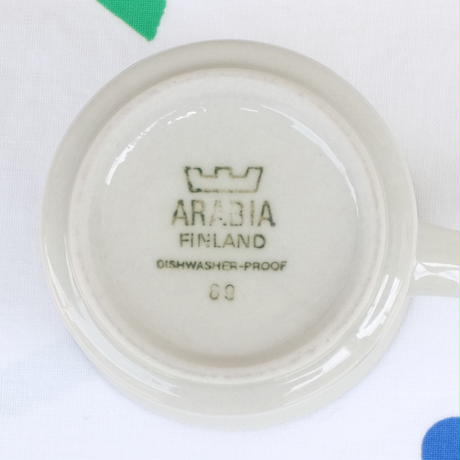 ARABIA
FINLAND
DISHWASHER-PROOF
69